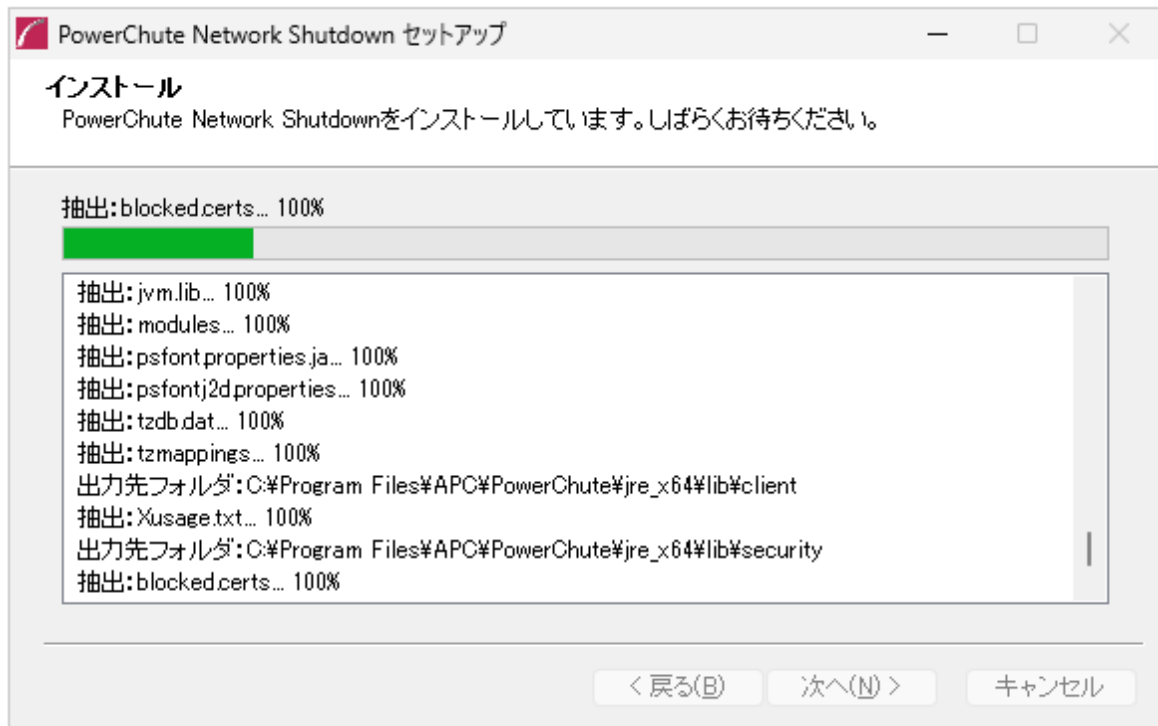 PowerChute Network Shutdown セットアップ
インストール
PowerChute Network Shutdownをインストールしています。しばらくお待ちください。
抽出:blocked.certs... 100%
抽出:jvm.lib... 100%
抽出:modules... 100%
抽出:psfont.properties.ja... 100%
抽出:psfontj2d.properties... 100%
抽出:tzdb.dat... 100%
抽出:tzmappings... 100%
出力先フォルダ:C:¥Program Files¥APC¥PowerChute¥jre_x64¥lib¥client
抽出:Xusage.txt... 100%
出力先フォルダ:C:¥Program Files¥APC¥PowerChute¥jre_x64¥lib¥security
抽出:blocked.certs... 100%
< 戻る(B) 次へ(N) > キャンセル